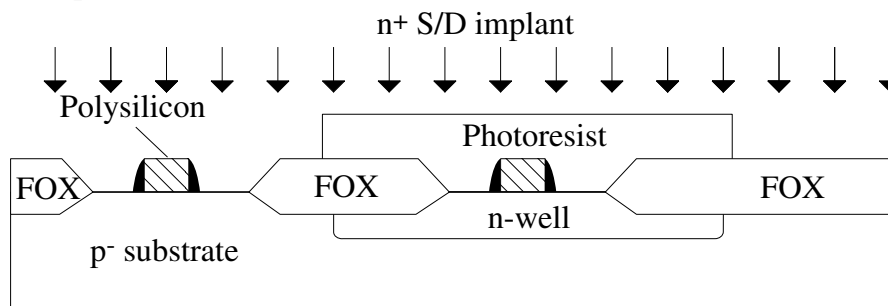 n+ S/D implant
Polysilicon
Photoresist
FOX
FOX
FOX
n-well
p- substrate